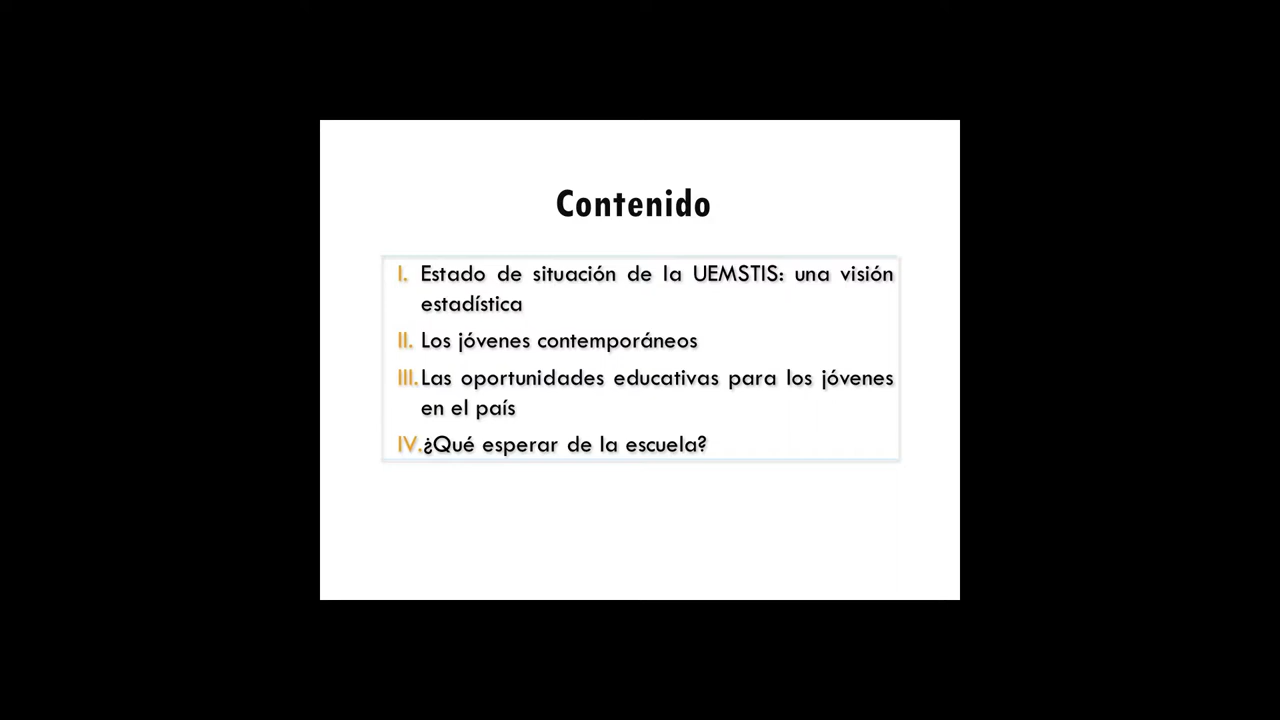 Contenido
I. Estado de situación de la UEMSTIS: una visión
estadística
II. Los jóvenes contemporáneos
III. Las oportunidades educativas para los jóvenes
en el país
IV. ¿Qué esperar de la escuela?